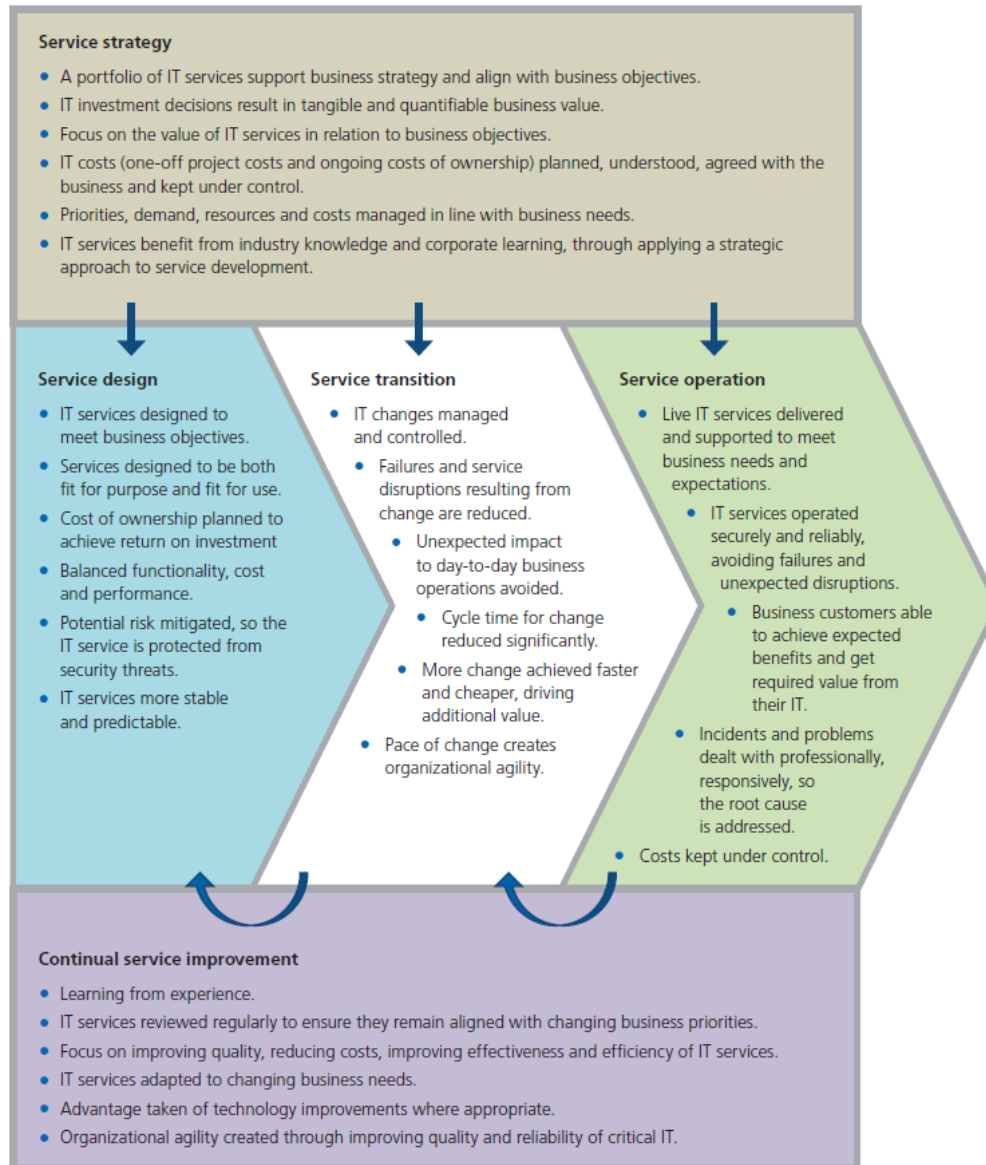 Service strategy
• A portfolio of IT services support business strategy and align with business objectives.
• IT investment decisions result in tangible and quantifiable business value.
• Focus on the value of IT services in relation to business objectives.
• IT costs (one-off project costs and ongoing costs of ownership) planned, understood, agreed with the
business and kept under control.
• Priorities, demand, resources and costs managed in line with business needs.
• IT services benefit from industry knowledge and corporate learning, through applying a strategic
approach to service development.
Service design
• IT services designed to
meet business objectives.
• Services designed to be both
fit for purpose and fit for use.
• Cost of ownership planned to
achieve return on investment
• Balanced functionality, cost
and performance.
• Potential risk mitigated, so the
IT service is protected from
security threats.
• IT services more stable
and predictable.
Service transition
• IT changes managed
and controlled.
• Failures and service
disruptions resulting from
change are reduced.
• Unexpected impact
to day-to-day business
operations avoided.
• Cycle time for change
reduced significantly.
• More change achieved faster
and cheaper, driving
additional value.
• Pace of change creates
organizational agility.
Service operation
• Live IT services delivered
and supported to meet
business needs and
expectations.
• IT services operated
securely and reliably,
avoiding failures and
unexpected disruptions.
• Business customers able
to achieve expected
benefits and get
required value from
their IT.
• Incidents and problems
dealt with professionally,
responsively, so
the root cause
is addressed.
• Costs kept under control.
Continual service improvement
• Learning from experience.
• IT services reviewed regularly to ensure they remain aligned with changing business priorities.
• Focus on improving quality, reducing costs, improving effectiveness and efficiency of IT services.
• IT services adapted to changing business needs.
• Advantage taken of technology improvements where appropriate.
• Organizational agility created through improving quality and reliability of critical IT.